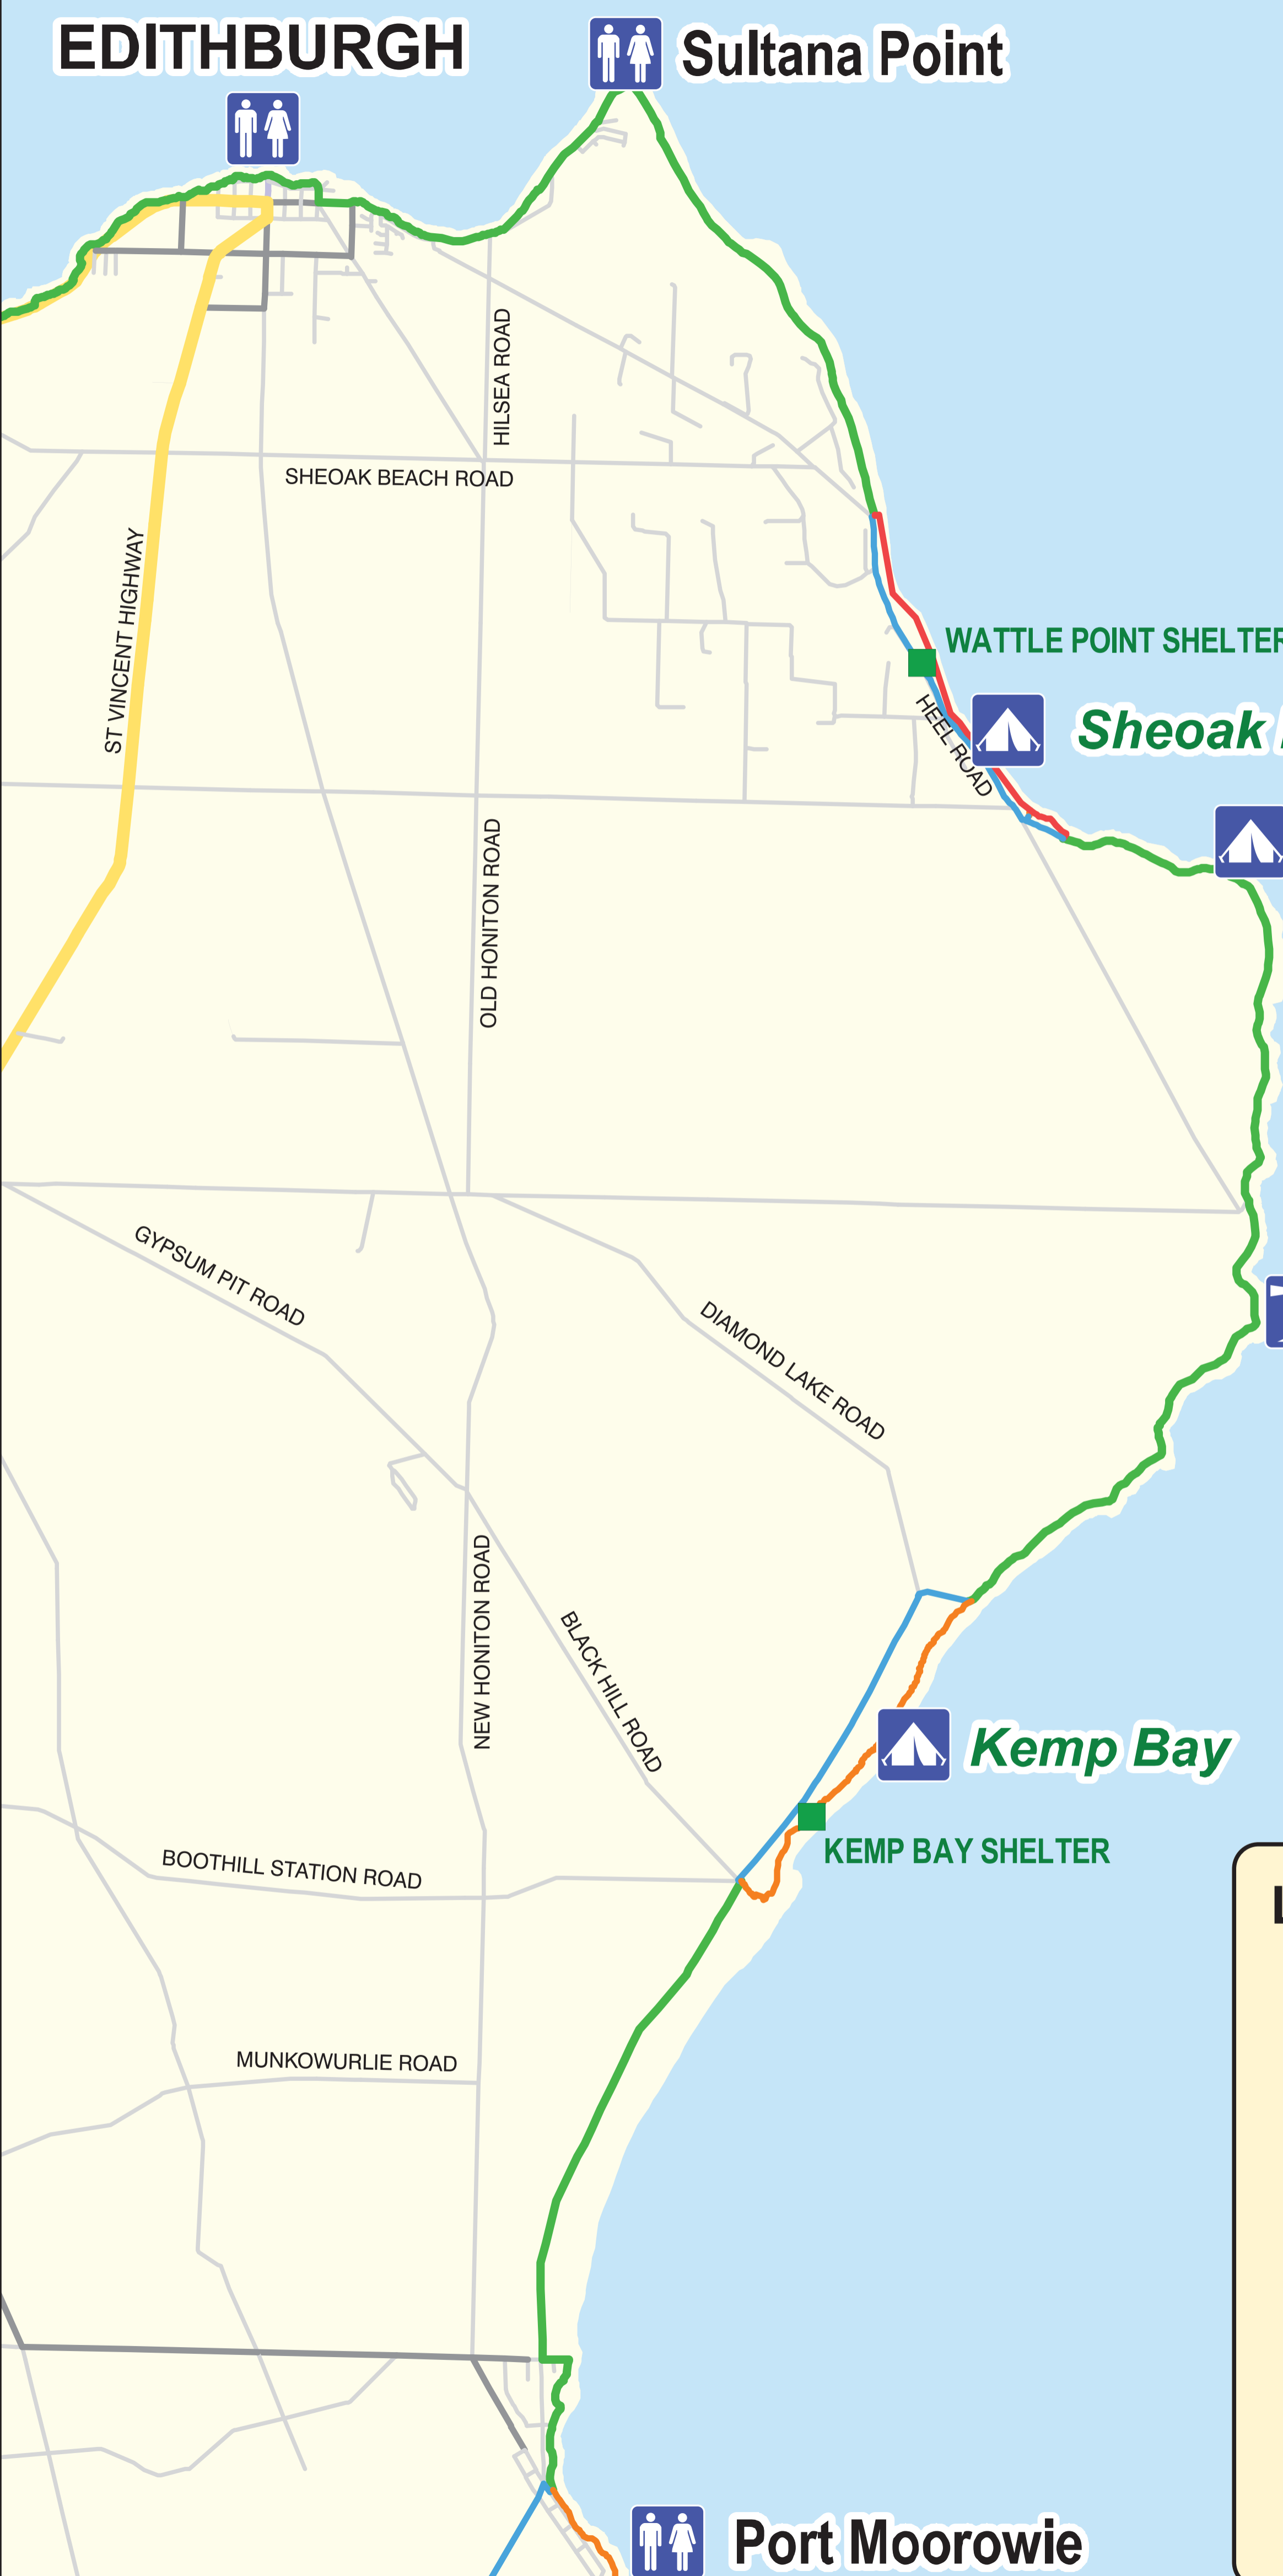 EDITHBURGH
Sultana Point
HILSEA ROAD
SHEOAK BEACH ROAD
ST VINCENT HIGHWAY
WATTLE POINT SHELTER
HEEL ROAD
Sheoak
OLD HONITON ROAD
GYPSUM PIT ROAD
DIAMOND LAKE ROAD
NEW HONITON ROAD
BLACK HILL ROAD
Kemp Bay
KEMP BAY SHELTER
BOOTHILL STATION ROAD
MUNKOWURLIE ROAD
Port Moorowie